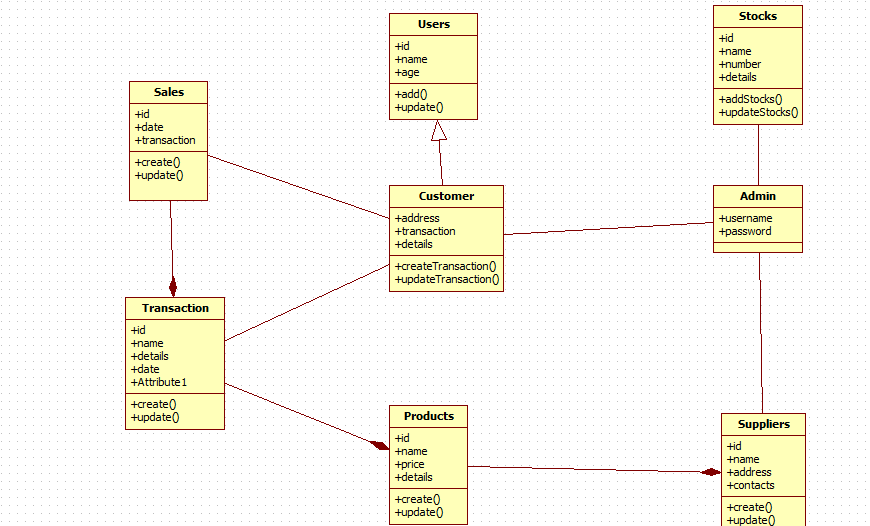 Users
+id
+name
+age
+add()
+update()
Stocks
+id
+name
+number
+details
+addStocks()
+updateStocks()
Sales
+id
+date
+transaction
+create()
+update()
Customer
+address
+transaction
+details
+createTransaction()
+updateTransaction()
Admin
+username
+password
Transaction
+id
+name
+details
+date
+Attribute1
+create()
+update()
Products
+id
+name
+price
+details
+create()
+update()
Suppliers
+id
+name
+address
+contacts
+create()
+update()